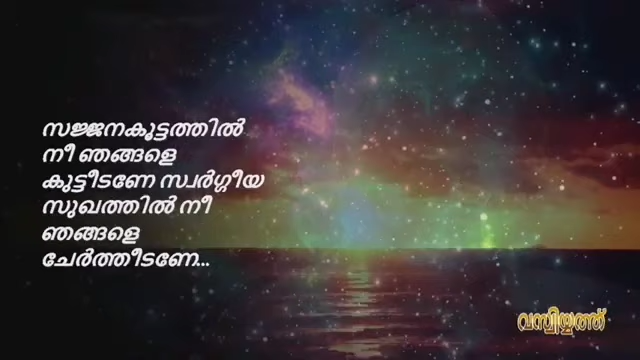 സജ്ജനകൂട്ടത്തിൽ
നീ ഞങ്ങളെ
കുട്ടീടണേ സ്വർഗ്ഗീയ
സുഖത്തിൽ നീ
ഞങ്ങളെ
ചേർത്തീടണേ...
വസ്വിയ്യത്ത്